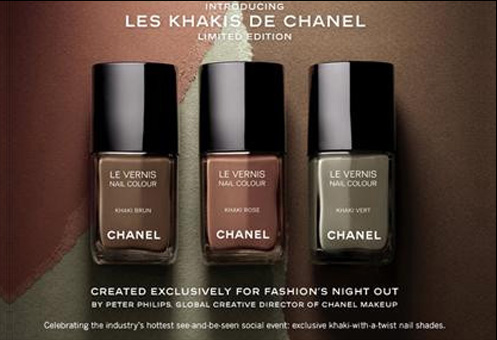 INTRODUCING
LES KHAKIS DE CHANEL
LIMITED EDITION
LE VERNIS
NAIL COLOUR
KHAKI BRUN
CHANEL
LE VERNIS
NAIL COLOUR
KHAKI ROSE
CHANEL
LE VERNIS
NAIL COLOUR
KHAKI VERT
CHANEL
CREATED EXCLUSIVELY FOR FASHION'S NIGHT OUT
BY PETER PHILIPS, GLOBAL CREATIVE DIRECTOR OF CHANEL MAKEUP
Celebrating the industry's hottest see-and-be-seen social event: exclusive khaki-with-a-twist nail shades.